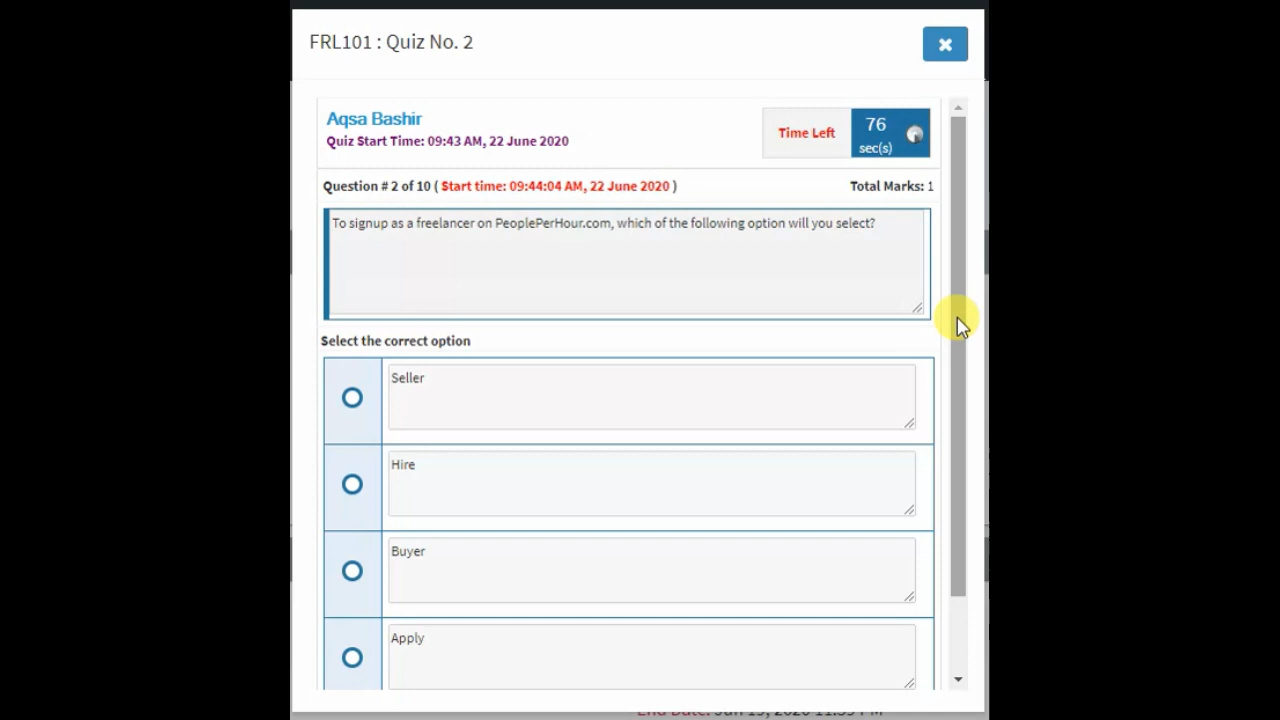 FRL101 : Quiz No. 2
Aqsa Bashir
Quiz Start Time: 09:43 AM, 22 June 2020
Time Left
76
sec(s)
Question # 2 of 10 ( Start time: 09:44:04 AM, 22 June 2020 )
Total Marks: 1
To signup as a freelancer on PeoplePerHour.com, which of the following option will you select?
Select the correct option
Seller
Hire
Buyer
Apply